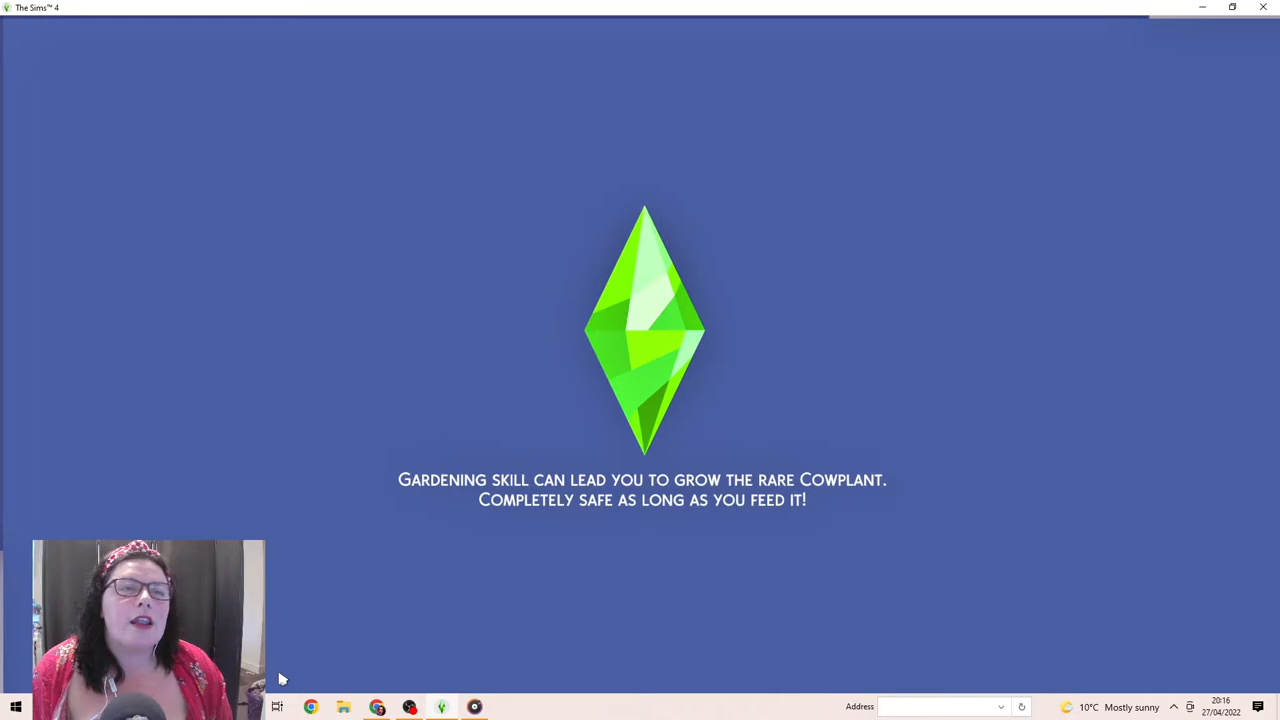 The Sims™ 4
GARDENING SKILL CAN LEAD YOU TO GROW THE RARE COWPLANT.
COMPLETELY SAFE AS LONG AS YOU FEED IT!
Address
10°C Mostly sunny
20:16
27/04/2022